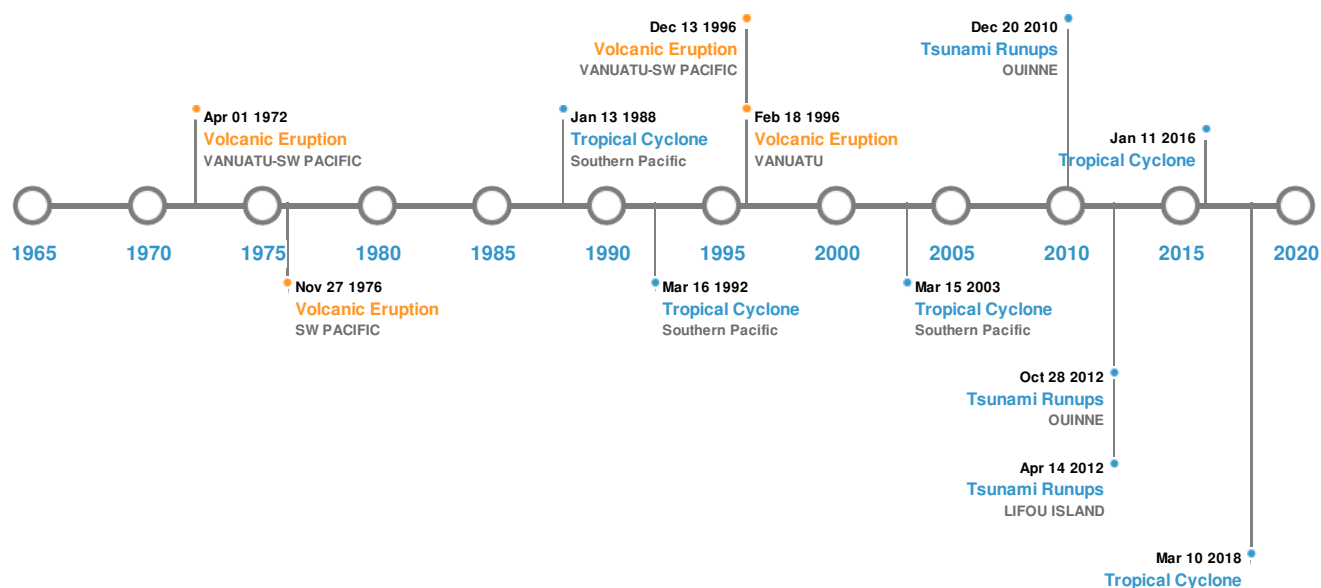 Dec 13 1996
Volcanic Eruption
VANUATU-SW PACIFIC
Dec 20 2010
Tsunami Runups
OUINNE
Apr 01 1972
Volcanic Eruption
VANUATU-SW PACIFIC
Jan 13 1988
Tropical Cyclone
Southern Pacific
Feb 18 1996
Volcanic Eruption
VANUATU
Jan 11 2016
Tropical Cyclone
1965 1970 1975 1980 1985 1990 1995 2000 2005 2010 2015 2020
Nov 27 1976
Volcanic Eruption
SW PACIFIC
Mar 16 1992
Tropical Cyclone
Southern Pacific
Mar 15 2003
Tropical Cyclone
Southern Pacific
Oct 28 2012
Tsunami Runups
OUINNE
Apr 14 2012
Tsunami Runups
LIFOU ISLAND
Mar 10 2018
Tropical Cyclone